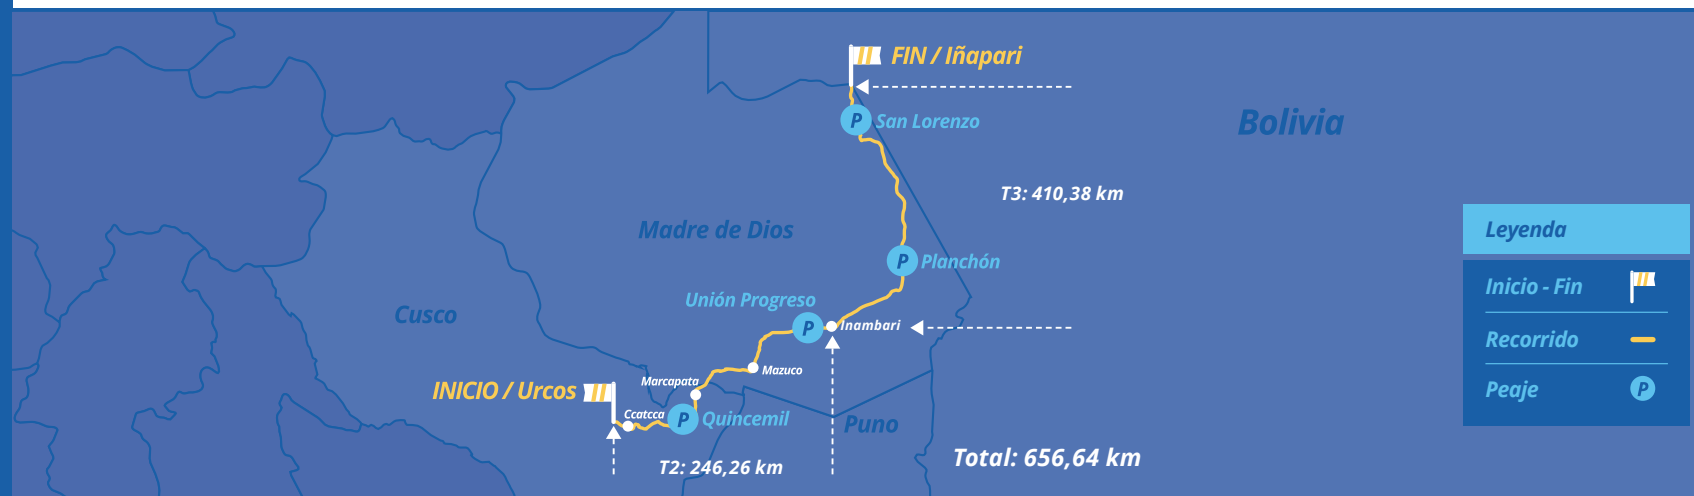 FIN / Iñapari
P
San Lorenzo
Bolivia
T3: 410,38 km
Madre de Dios
P
Planchón
Unión Progreso
P
Inambari
Cusco
Mazuco
Marcapata
INICIO / Urcos
Ccatcca
P
Quincemil
Puno
T2: 246,26 km
Total: 656,64 km
Leyenda
Inicio - Fin
Recorrido
Peaje
P